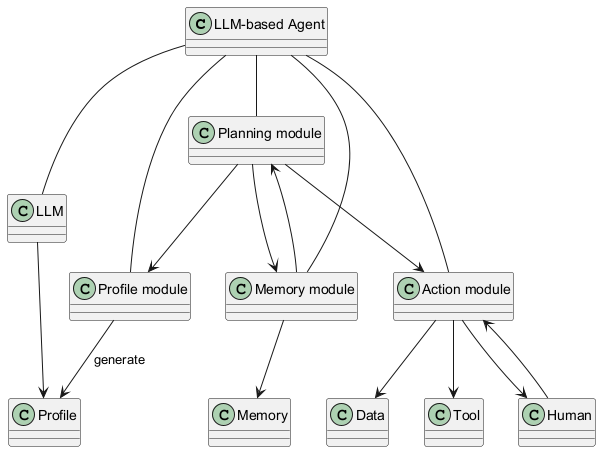 C LLM-based Agent
C Planning module
C LLM
C Profile module
C Memory module
C Action module
generate
C Profile
C Memory
C Data
C Tool
C Human